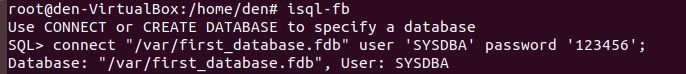 root@den-VirtualBox:/home/den# isql-fb
Use CONNECT or CREATE DATABASE to specify a database
SQL> connect "/var/first_database.fdb" user 'SYSDBA' password '123456';
Database: "/var/first_database.fdb", User: SYSDBA